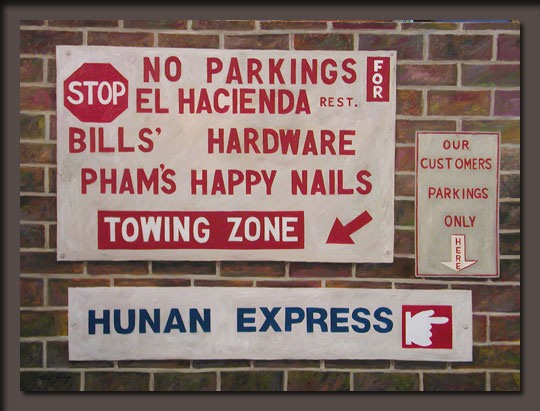 STOP NO PARKINGS FOR
EL HACIENDA REST.
BILLS' HARDWARE
PHAM'S HAPPY NAILS
TOWING ZONE
OUR
CUSTOMERS
PARKINGS
ONLY
HERE
HUNAN EXPRESS